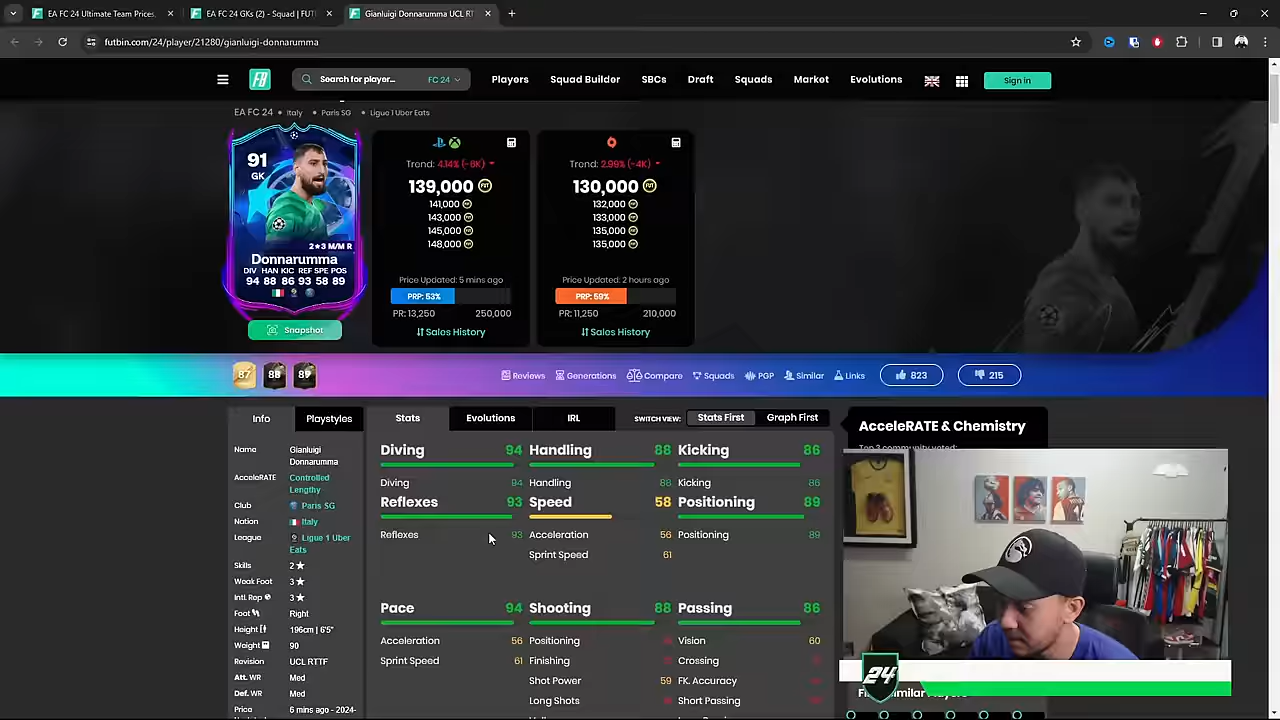 EA FC 24 Ultimate Team Prices,
EA FC 24 GKs (2) - Squad | FUT
Gianluigi Donnarumma UCL RT
futbin.com/24/player/21280/gianluigi-donnarumma
Search for player...
FC 24
Players
Squad Builder
SBCs
Draft
Squads
Market
Evolutions
Sign in
EA FC 24
Italy
Paris SG
Ligue 1 Uber Eats
91
GK
2★3 M/M R
Donnarumma
DIV HAN KIC REF SPE POS
94 88 86 93 58 89
Snapshot
Trend: 4.14% (-6K)
139,000
141,000
143,000
145,000
148,000
Price Updated: 5 mins ago
PRP: 53%
PR: 13,250
250,000
Sales History
Trend: 2.99% (-4K)
130,000
132,000
133,000
135,000
135,000
Price Updated: 2 hours ago
PRP: 59%
PR: 11,250
210,000
Sales History
87
88
89
Reviews
Generations
Compare
Squads
PGP
Similar
Links
823
215
Info
Playstyles
Stats
Evolutions
IRL
SWITCH VIEW:
Stats First
Graph First
AcceleRATE & Chemistry
Name
Gianluigi
Donnarumma
AcceleRATE
Controlled
Lengthy
Club
Paris SG
Nation
Italy
League
Ligue 1 Uber
Eats
Skills
2★
Weak Foot
3★
Intl. Rep
3★
Foot
Right
Height
196cm | 6'5"
Weight
90
Revision
UCL RTTF
Att. WR
Med
Def. WR
Med
Price
6 mins ago - 2024-
Diving 94
Diving 94
Handling 88
Handling 88
Kicking 86
Kicking 86
Reflexes 93
Reflexes 93
Speed 58
Acceleration 56
Sprint Speed 61
Positioning 89
Positioning 89
Pace 94
Acceleration 56
Sprint Speed 61
Shooting 88
Positioning
Finishing
Shot Power 59
Long Shots
Passing 86
Vision 60
Crossing
FK. Accuracy
Short Passing
24